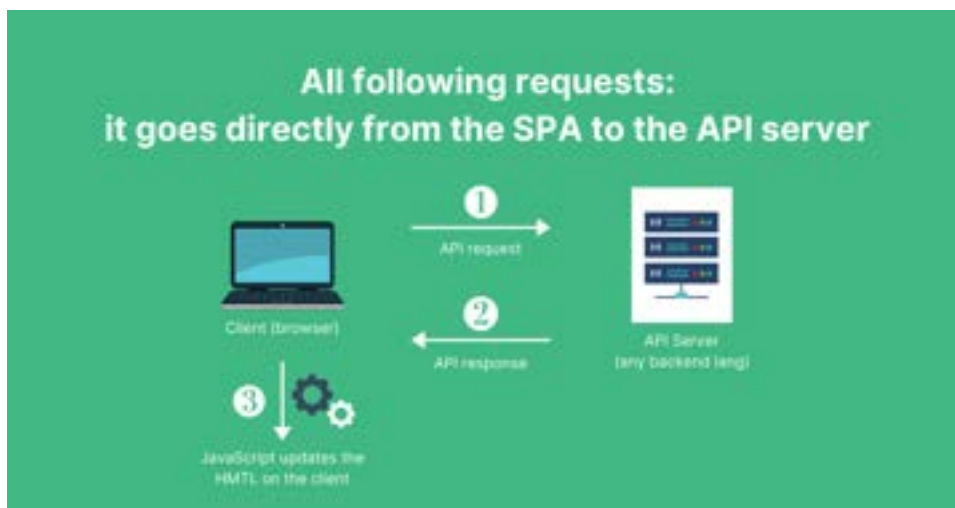 All following requests:
it goes directly from the SPA to the API server
1
API request
2
Client (browser)
API response
API Server
(any backend lang)
3
JavaScript updates the
HMTL on the client